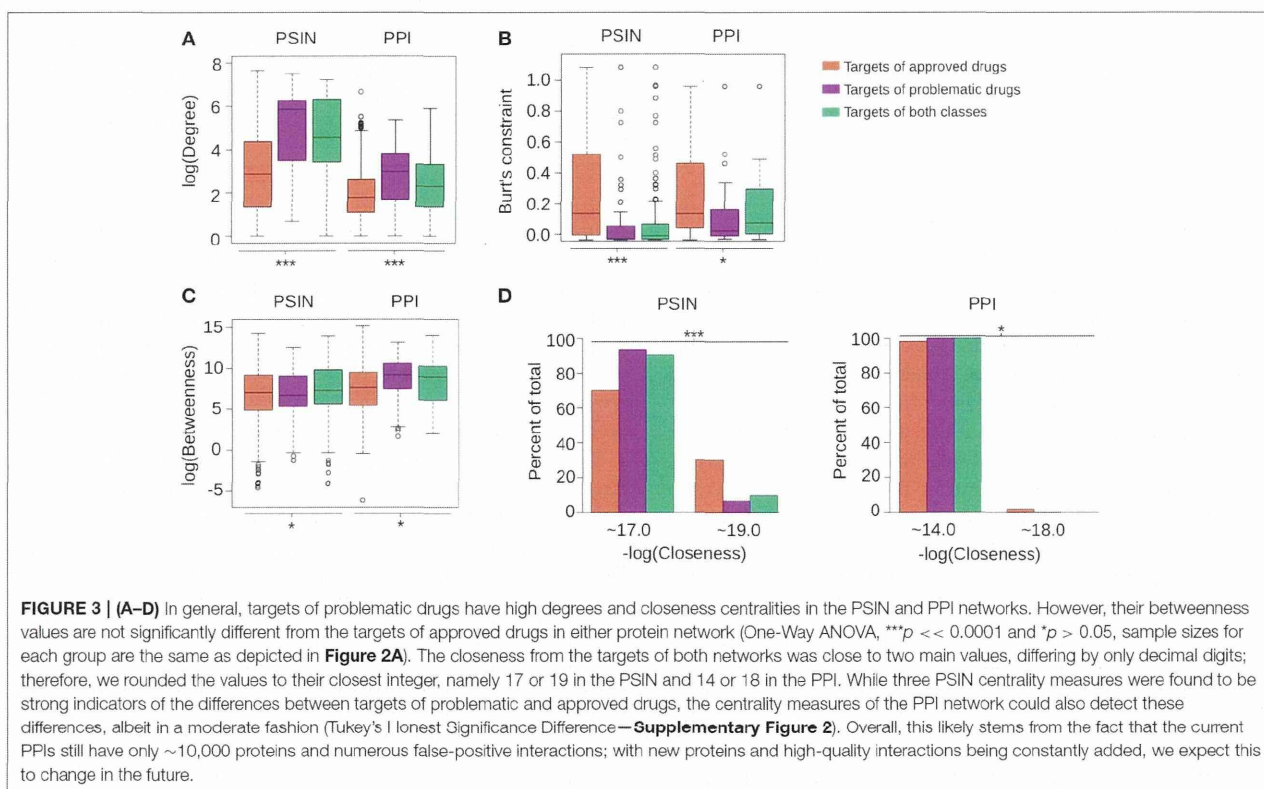 A
PSIN
PPI
log(Degree)
8
6
4
2
0
***
***
B
PSIN
PPI
Burt's constraint
1.0
0.8
0.6
0.4
0.2
0.0
***
*
Targets of approved drugs
Targets of problematic drugs
Targets of both classes
C
PSIN
PPI
log(Betweenness)
15
10
5
0
-5
*
*
D
PSIN
Percent of total
100
80
60
40
20
0
***
~17.0
~19.0
-log(Closeness)
PPI
Percent of total
100
80
60
40
20
0
*
~14.0
~18.0
-log(Closeness)
FIGURE 3 | (A–D) In general, targets of problematic drugs have high degrees and closeness centralities in the PSIN and PPI networks. However, their betweenness
values are not significantly different from the targets of approved drugs in either protein network (One-Way ANOVA, ***p << 0.0001 and *p > 0.05, sample sizes for
each group are the same as depicted in Figure 2A). The closeness from the targets of both networks was close to two main values, differing by only decimal digits;
therefore, we rounded the values to their closest integer, namely 17 or 19 in the PSIN and 14 or 18 in the PPI. While three PSIN centrality measures were found to be
strong indicators of the differences between targets of problematic and approved drugs, the centrality measures of the PPI network could also detect these
differences, albeit in a moderate fashion (Tukey's I Ionest Significance Difference—Supplementary Figure 2). Overall, this likely stems from the fact that the current
PPIs still have only ~10,000 proteins and numerous false-positive interactions; with new proteins and high-quality interactions being constantly added, we expect this
to change in the future.